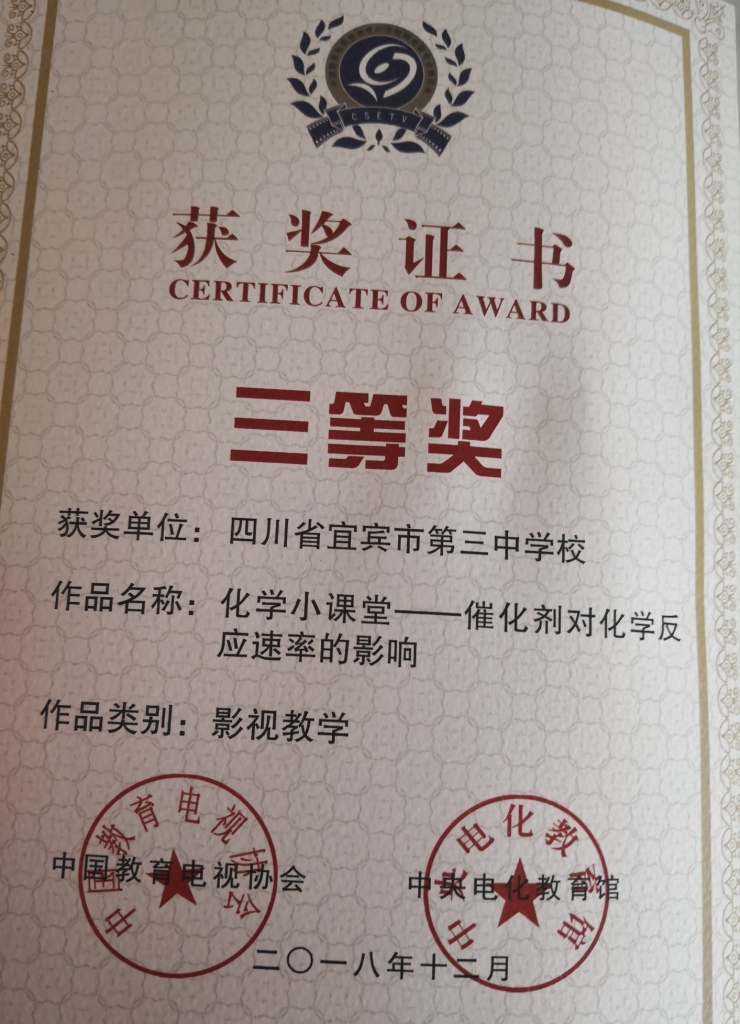 CSETV
获奖证书
CERTIFICATE OF AWARD
三等奖
获奖单位：四川省宜宾市第三中学校
作品名称：化学小课堂——催化剂对化学反
应速率的影响
作品类别：影视教学
中国教育电视协会
中国教育电视协会
中央电化教育馆
中央电化教育馆
二〇一八年十二月